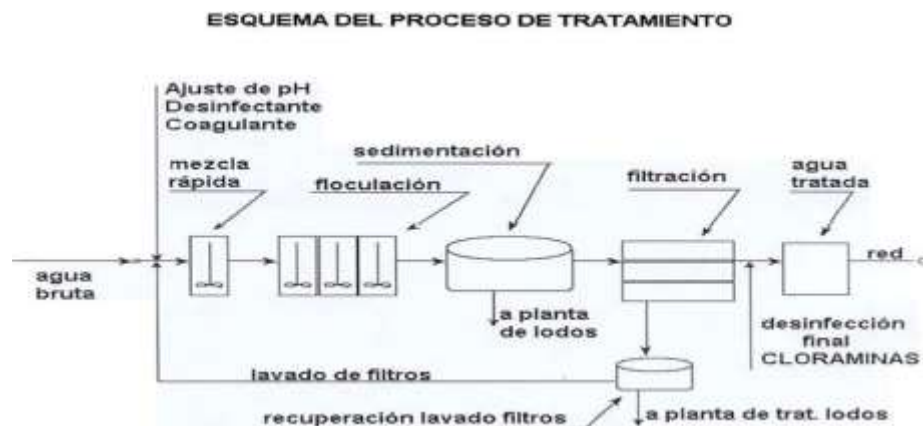 ESQUEMA DEL PROCESO DE TRATAMIENTO
Ajuste de pH
Desinfectante
Coagulante
mezcla
rápida
floculación
sedimentación
filtración
agua
tratada
agua
bruta
red
a planta
de lodos
desinfección
final
CLORAMINAS
lavado de filtros
recuperación lavado filtros
a planta de trat. lodos